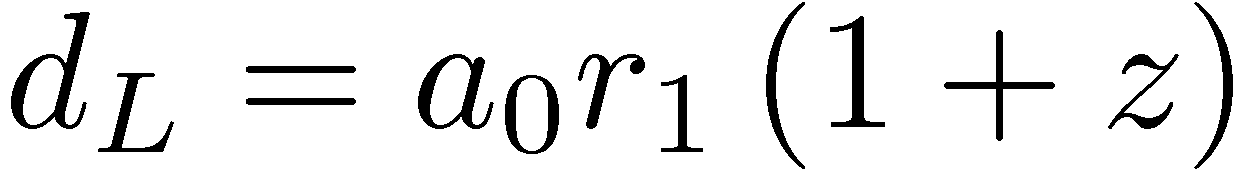 d_L = a_0 r_1 (1 + z)